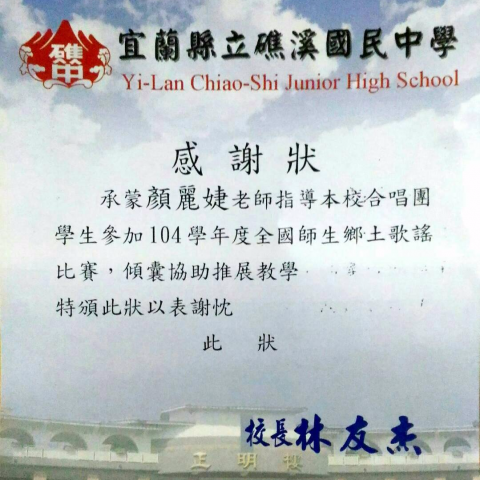 礁中
宜蘭縣立礁溪國民中學
Yi-Lan Chiao-Shi Junior High School
感謝狀
承蒙顏麗婕老師指導本校合唱團
學生參加104學年度全國師生鄉土歌謠
比賽，傾囊協助推展教學
特頒此狀以表謝忱
此狀
校長林友杰
正明樓